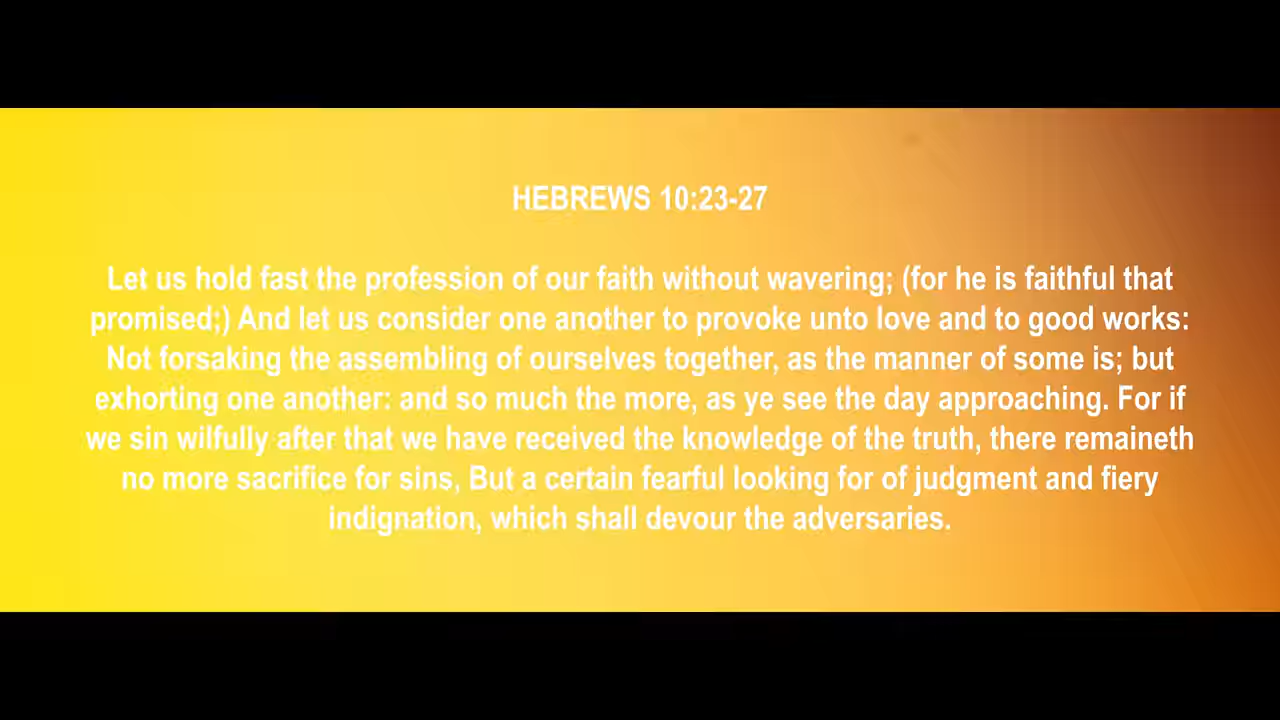 HEBREWS 10:23-27
Let us hold fast the profession of our faith without wavering; (for he is faithful that
promised;) And let us consider one another to provoke unto love and to good works:
Not forsaking the assembling of ourselves together, as the manner of some is; but
exhorting one another: and so much the more, as ye see the day approaching. For if
we sin wilfully after that we have received the knowledge of the truth, there remaineth
no more sacrifice for sins, But a certain fearful looking for of judgment and fiery
indignation, which shall devour the adversaries.